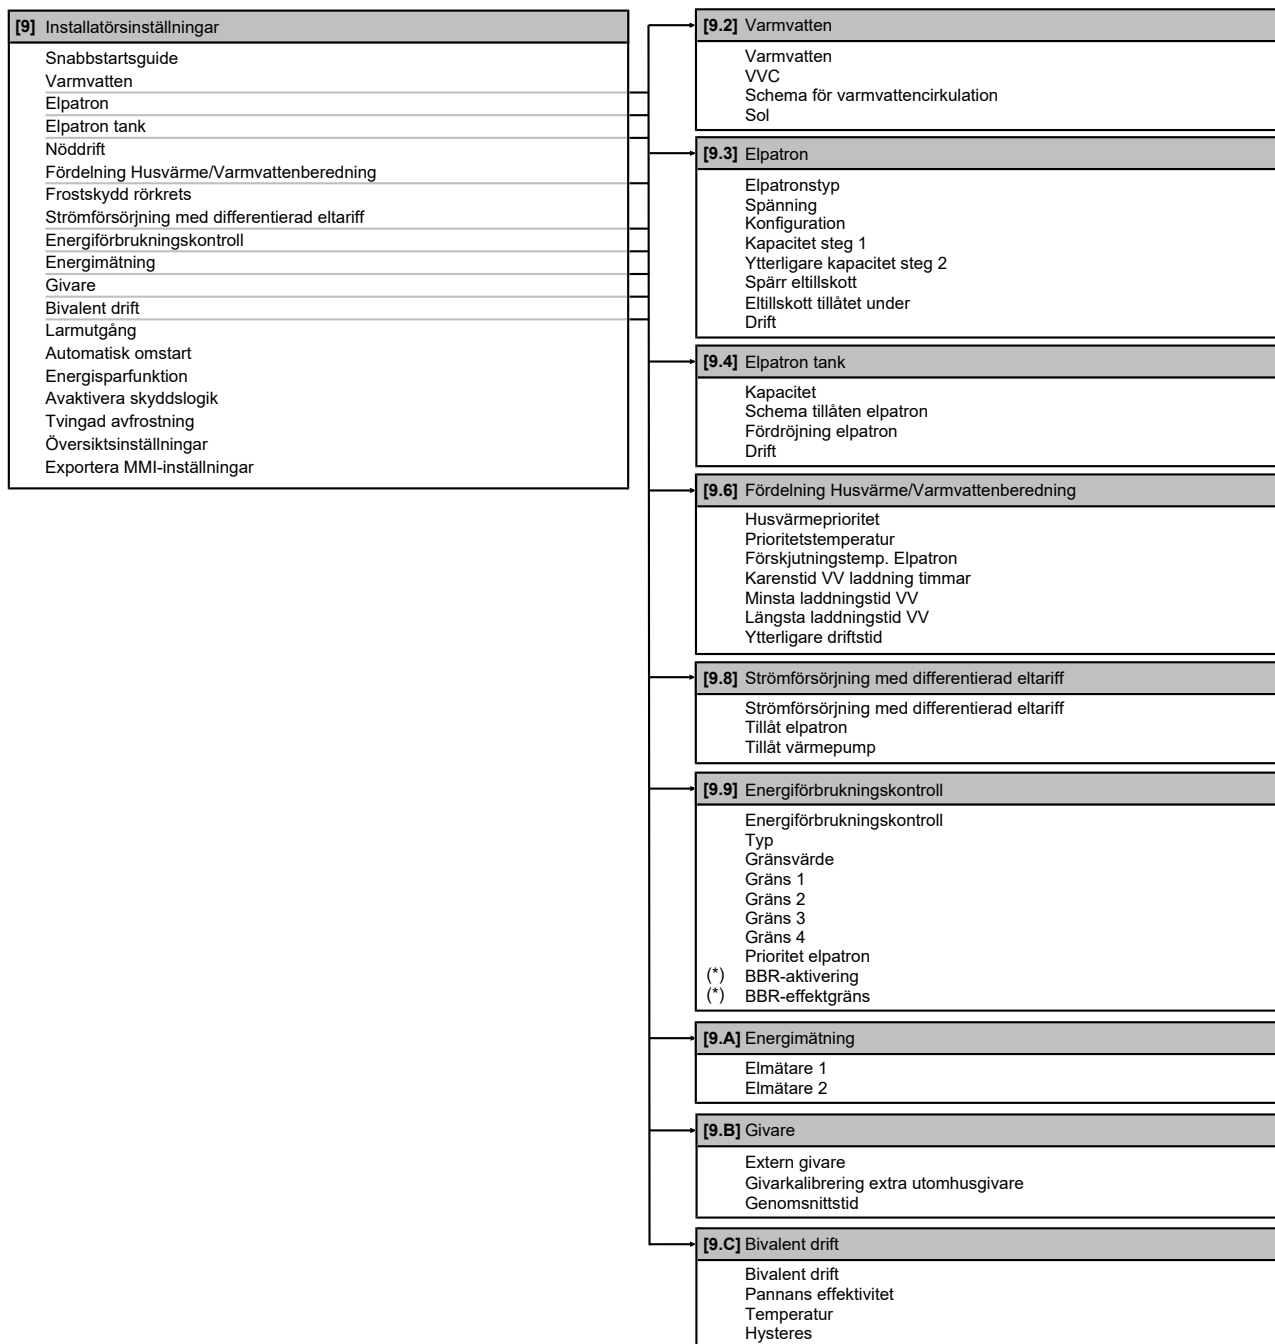 [9] Installatörsinställningar
Snabbstartsguide
Varmvatten
Elpatron
Elpatron tank
Nöddrift
Fördelning Husvärme/Varmvattenberedning
Frostskydd rörkrets
Strömförsörjning med differentierad eltariff
Energiförbrukningskontroll
Energimätning
Givare
Bivalent drift
Larmutgång
Automatisk omstart
Energisparfunktion
Avaktivera skyddslogik
Tvingad avfrostning
Översiktsinställningar
Exportera MMI-inställningar
[9.2] Varmvatten
Varmvatten
VVC
Schema för varmvattencirkulation
Sol
[9.3] Elpatron
Elpatronstyp
Spänning
Konfiguration
Kapacitet steg 1
Ytterligare kapacitet steg 2
Spärr eltillskott
Eltillskott tillåtet under
Drift
[9.4] Elpatron tank
Kapacitet
Schema tillåten elpatron
Fördröjning elpatron
Drift
[9.6] Fördelning Husvärme/Varmvattenberedning
Husvärmeprioritet
Prioritetstemperatur
Förskjutningstemp. Elpatron
Karenstid VV laddning timmar
Minsta laddningstid VV
Längsta laddningstid VV
Ytterligare driftstid
[9.8] Strömförsörjning med differentierad eltariff
Strömförsörjning med differentierad eltariff
Tillåt elpatron
Tillåt värmepump
[9.9] Energiförbrukningskontroll
Energiförbrukningskontroll
Typ
Gränsvärde
Gräns 1
Gräns 2
Gräns 3
Gräns 4
Prioritet elpatron
(*) BBR-aktivering
(*) BBR-effektgräns
[9.A] Energimätning
Elmätare 1
Elmätare 2
[9.B] Givare
Extern givare
Givarkalibrering extra utomhusgivare
Genomsnittstid
[9.C] Bivalent drift
Bivalent drift
Pannans effektivitet
Temperatur
Hysteres